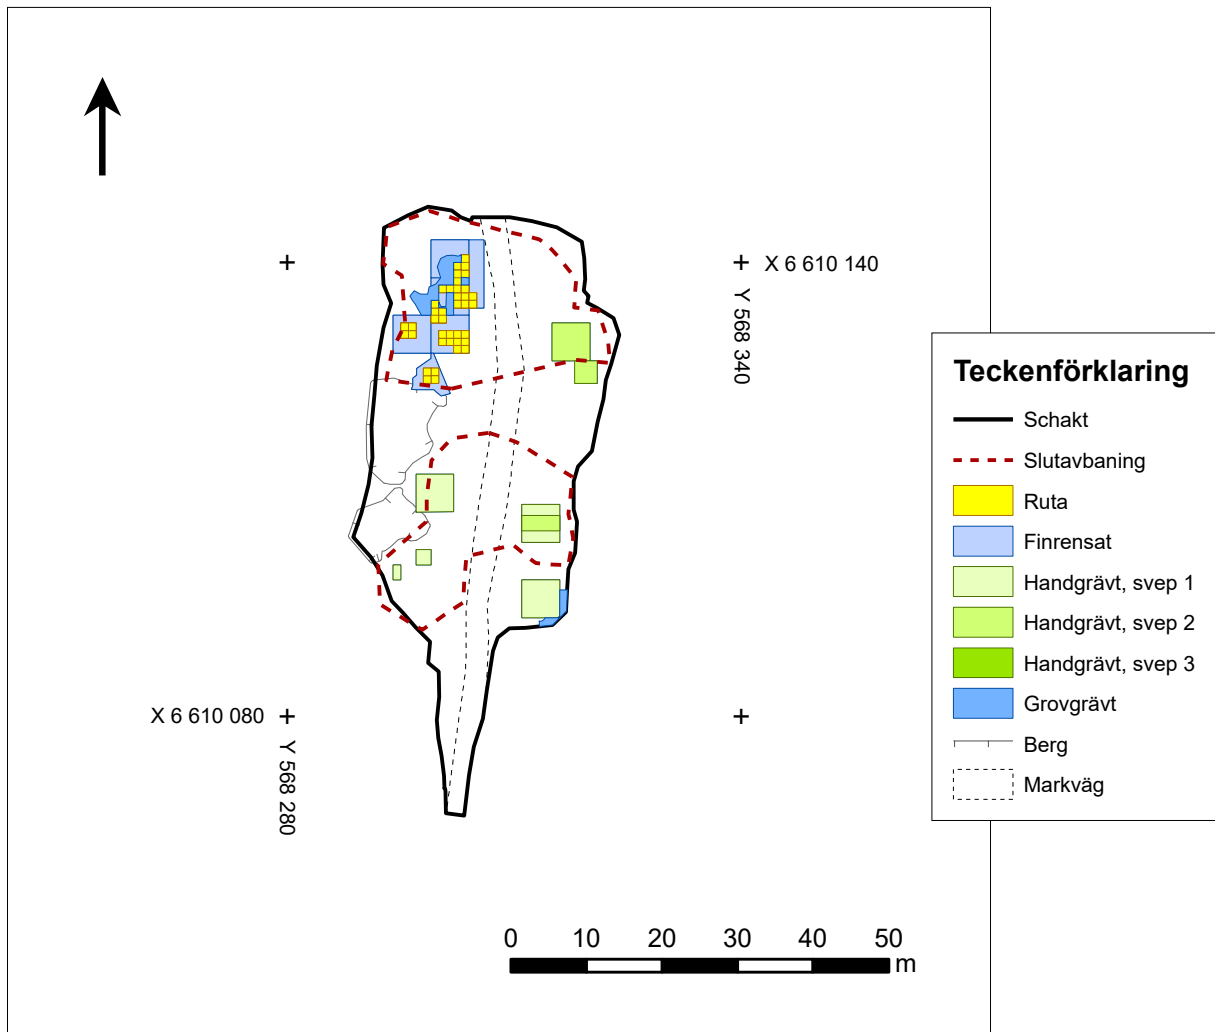 X 6 610 140
Y 568 340
Teckenförklaring
Schakt
Slutavbaning
Ruta
Finrensat
Handgrävt, svep 1
Handgrävt, svep 2
Handgrävt, svep 3
Grovgrävt
Berg
Markväg
X 6 610 080
Y 568 280
0 10 20 30 40 50
m